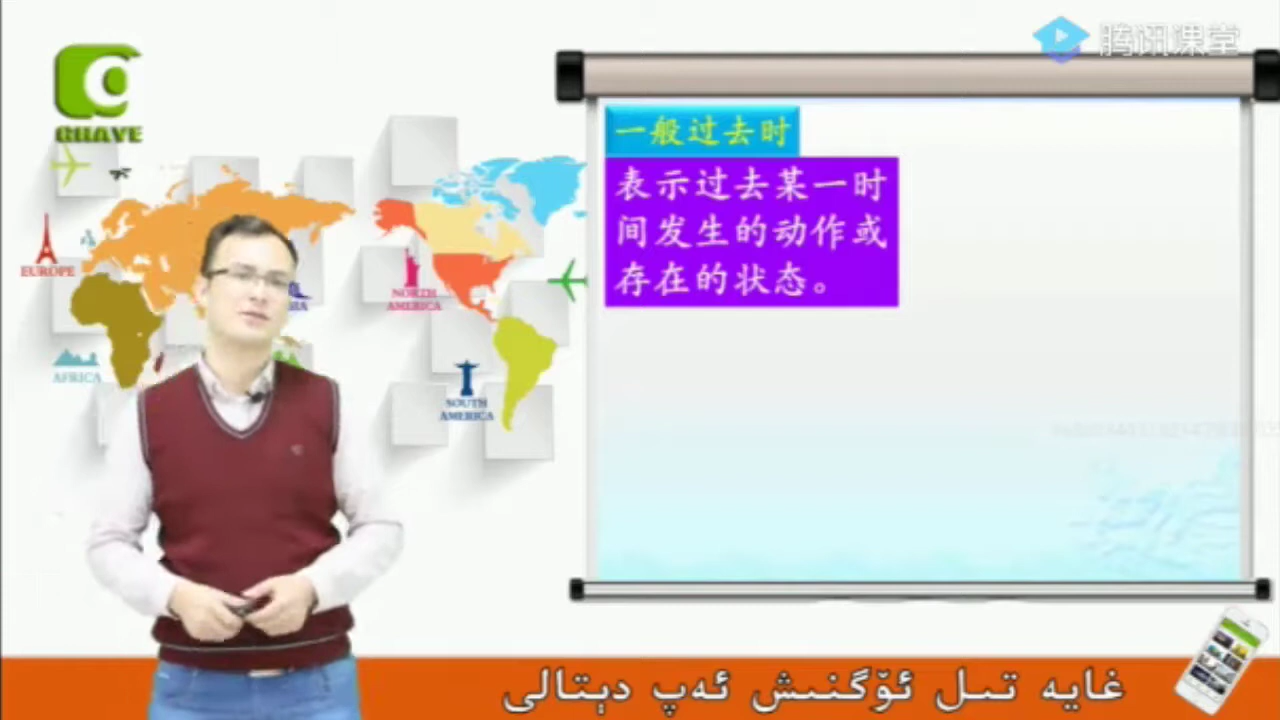 腾讯课堂
GHAYE
一般过去时
表示过去某一时
间发生的动作或
存在的状态。
EUROPE
NORTH
AMERICA
AFRICA
SOUTH
AMERICA
غايە تىل ئۆگىنىش ئەپ دېتالى